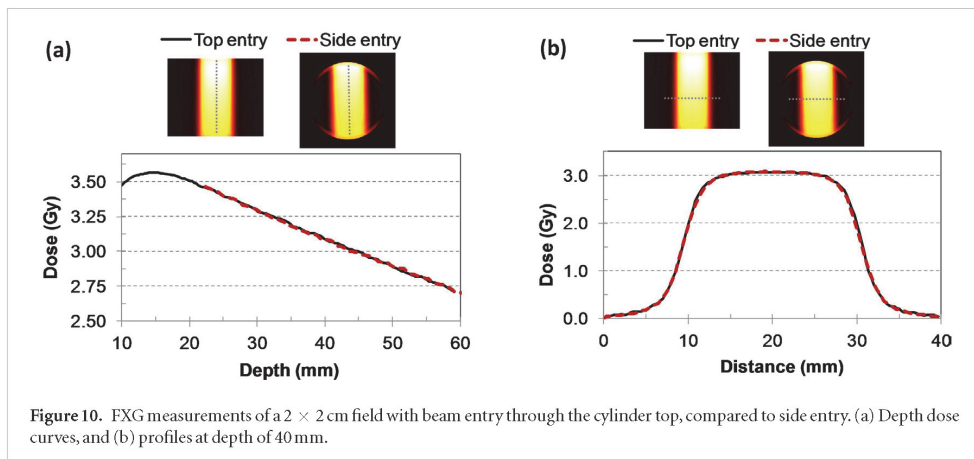 (a)
Top entry Side entry
3.50
3.25
3.00
2.75
2.50
Dose (Gy)
10 20 30 40 50 60
Depth (mm)
(b)
Top entry Side entry
3.0
2.0
1.0
0.0
Dose (Gy)
0 10 20 30 40
Distance (mm)
Figure 10. FXG measurements of a 2 × 2 cm field with beam entry through the cylinder top, compared to side entry. (a) Depth dose
curves, and (b) profiles at depth of 40 mm.